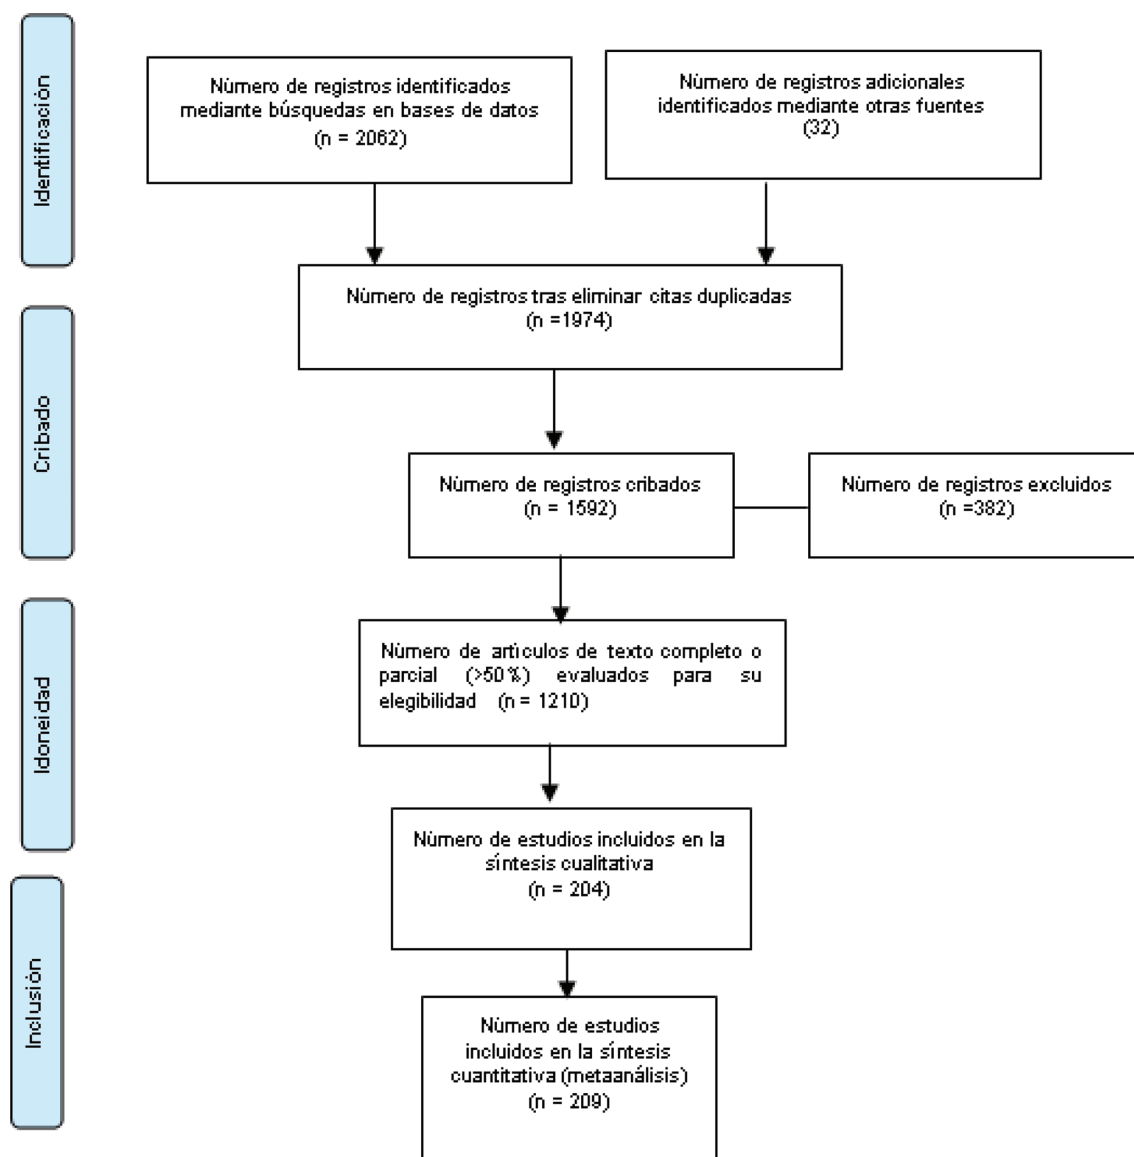 Identificación
Número de registros identificados
mediante búsquedas en bases de datos
(n = 2062)
Número de registros adicionales
identificados mediante otras fuentes
(32)
Número de registros tras eliminar citas duplicadas
(n =1974)
Cribado
Número de registros cribados
(n = 1592)
Número de registros excluidos
(n =382)
Idoneidad
Número de artículos de texto completo o
parcial (>50%) evaluados para su
elegibilidad (n = 1210)
Número de estudios incluidos en la
síntesis cualitativa
(n = 204)
Inclusión
Número de estudios
incluidos en la síntesis
cuantitativa (metaanálisis)
(n = 209)